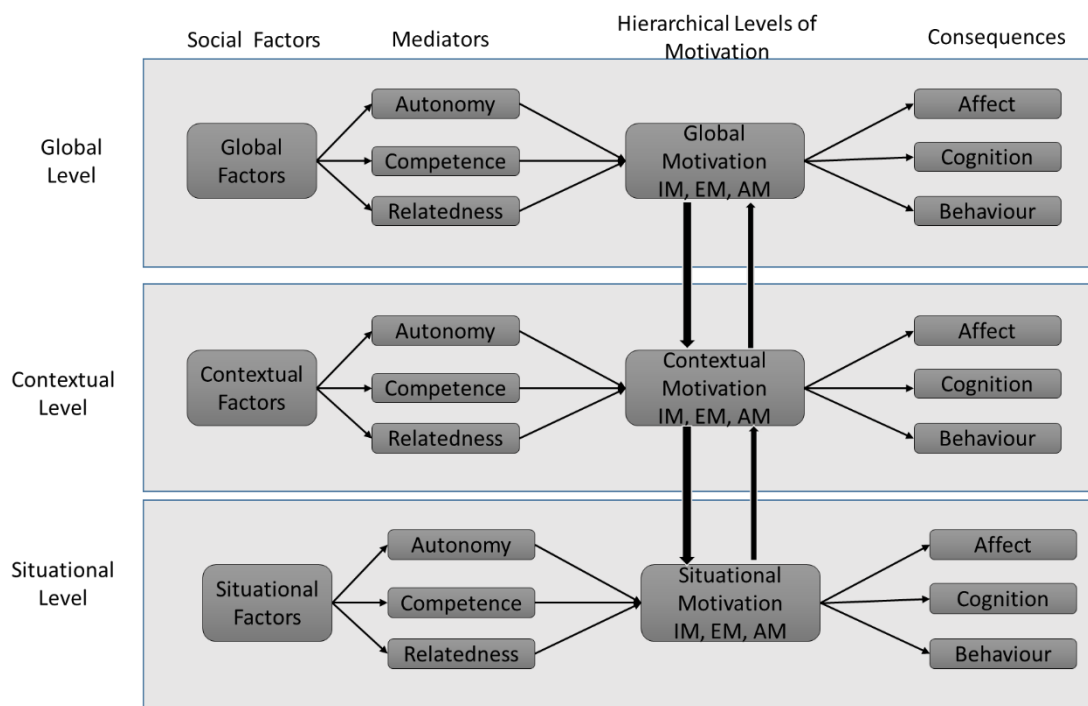 Social Factors
Mediators
Hierarchical Levels of
Motivation
Consequences
Global
Level
Global
Factors
Autonomy
Competence
Relatedness
Global
Motivation
IM, EM, AM
Affect
Cognition
Behaviour
Contextual
Level
Contextual
Factors
Autonomy
Competence
Relatedness
Contextual
Motivation
IM, EM, AM
Affect
Cognition
Behaviour
Situational
Level
Situational
Factors
Autonomy
Competence
Relatedness
Situational
Motivation
IM, EM, AM
Affect
Cognition
Behaviour